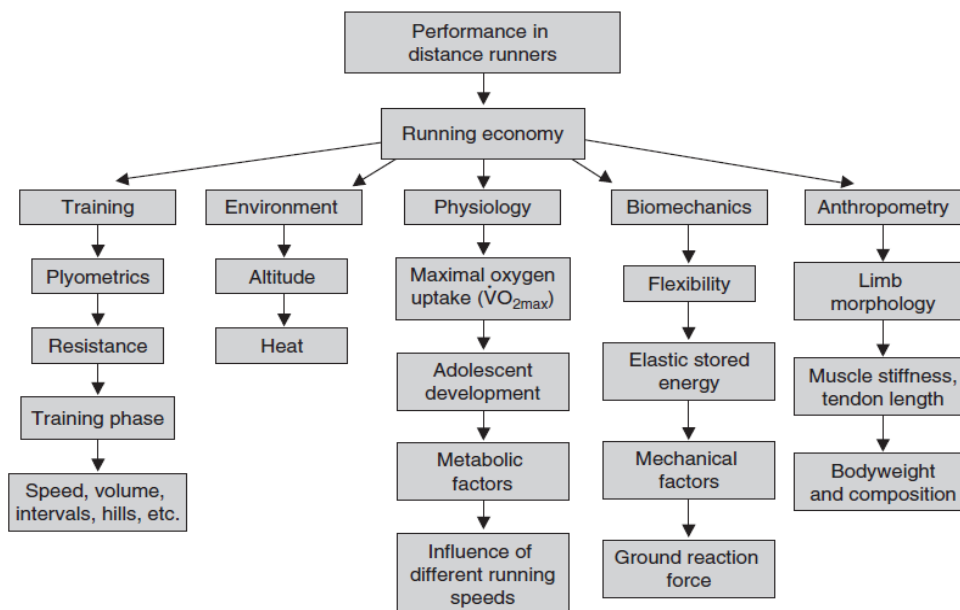 Performance in
distance runners
Running economy
Training
Environment
Physiology
Biomechanics
Anthropometry
Plyometrics
Resistance
Training phase
Speed, volume,
intervals, hills, etc.
Altitude
Heat
Maximal oxygen
uptake (V̇O2max)
Adolescent
development
Metabolic
factors
Influence of
different running
speeds
Flexibility
Elastic stored
energy
Mechanical
factors
Ground reaction
force
Limb
morphology
Muscle stiffness,
tendon length
Bodyweight
and composition